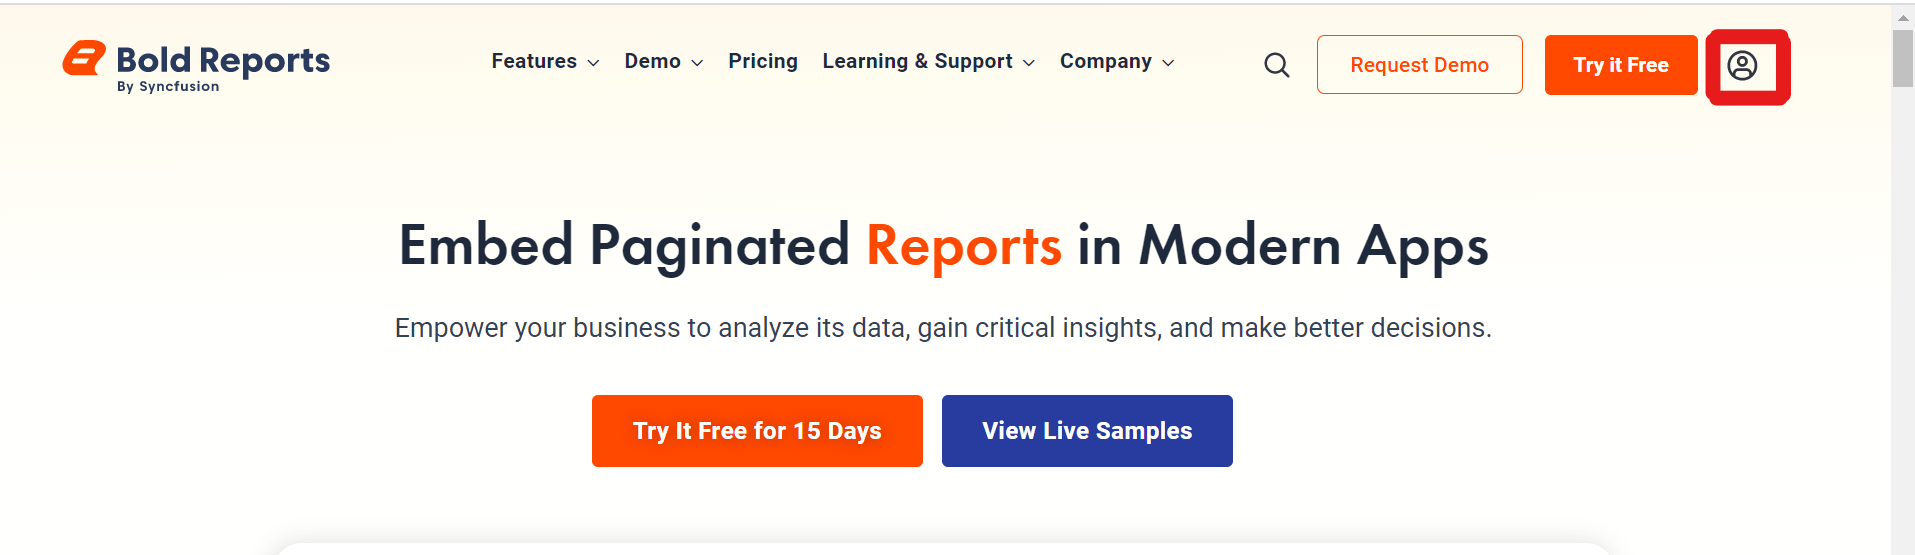 Bold Reports
By Syncfusion
Features Demo Pricing Learning & Support Company Request Demo Try it Free
Embed Paginated Reports in Modern Apps
Empower your business to analyze its data, gain critical insights, and make better decisions.
Try It Free for 15 Days View Live Samples